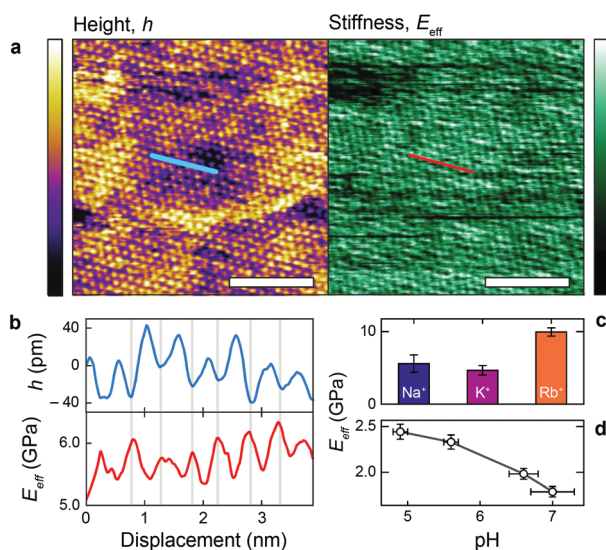 Height, h
Stiffness, E_eff
a
b
40
0
– 40
h (pm)
6.0
5.0
E_eff (GPa)
0 1 2 3
Displacement (nm)
c
10
0
(GPa)
Na⁺ K⁺ Rb⁺
d
2.5
2.0
E_eff
5 6 7
pH